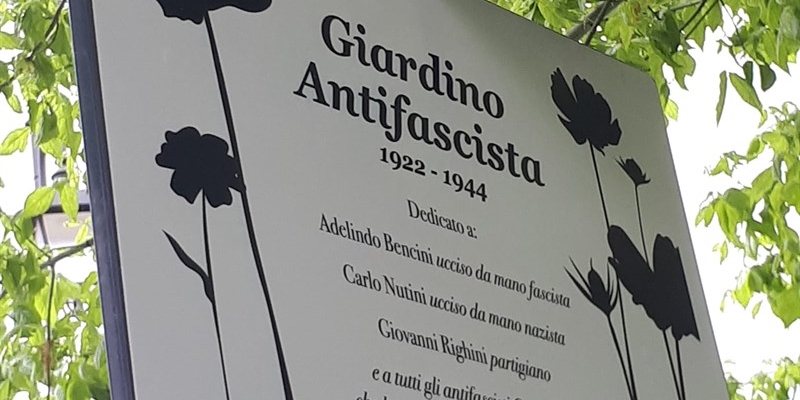 Giardino
Antifascista
1922 - 1944
Dedicato a:
Adelindo Bencini ucciso da mano fascista
Carlo Nutini ucciso da mano nazista
Giovanni Righini partigiano
e a tutti gli